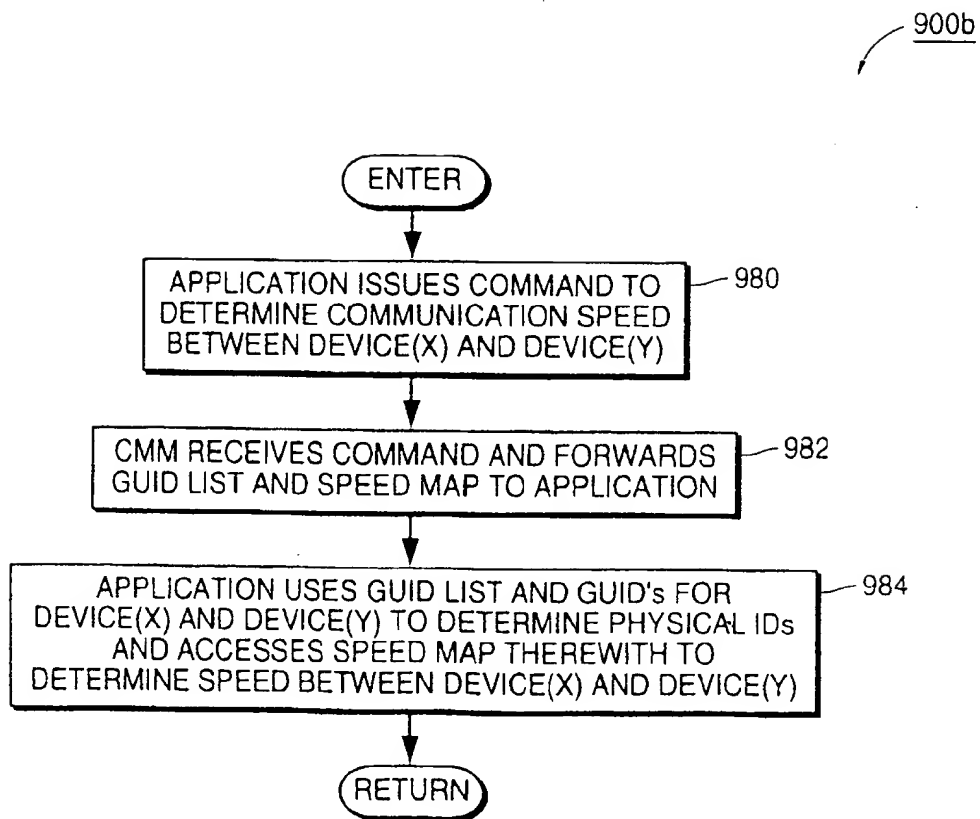 900b
ENTER
APPLICATION ISSUES COMMAND TO
DETERMINE COMMUNICATION SPEED
BETWEEN DEVICE(X) AND DEVICE(Y)
980
CMM RECEIVES COMMAND AND FORWARDS
GUID LIST AND SPEED MAP TO APPLICATION
982
APPLICATION USES GUID LIST AND GUID's FOR
DEVICE(X) AND DEVICE(Y) TO DETERMINE PHYSICAL IDs
AND ACCESSES SPEED MAP THEREWITH TO
DETERMINE SPEED BETWEEN DEVICE(X) AND DEVICE(Y)
984
RETURN